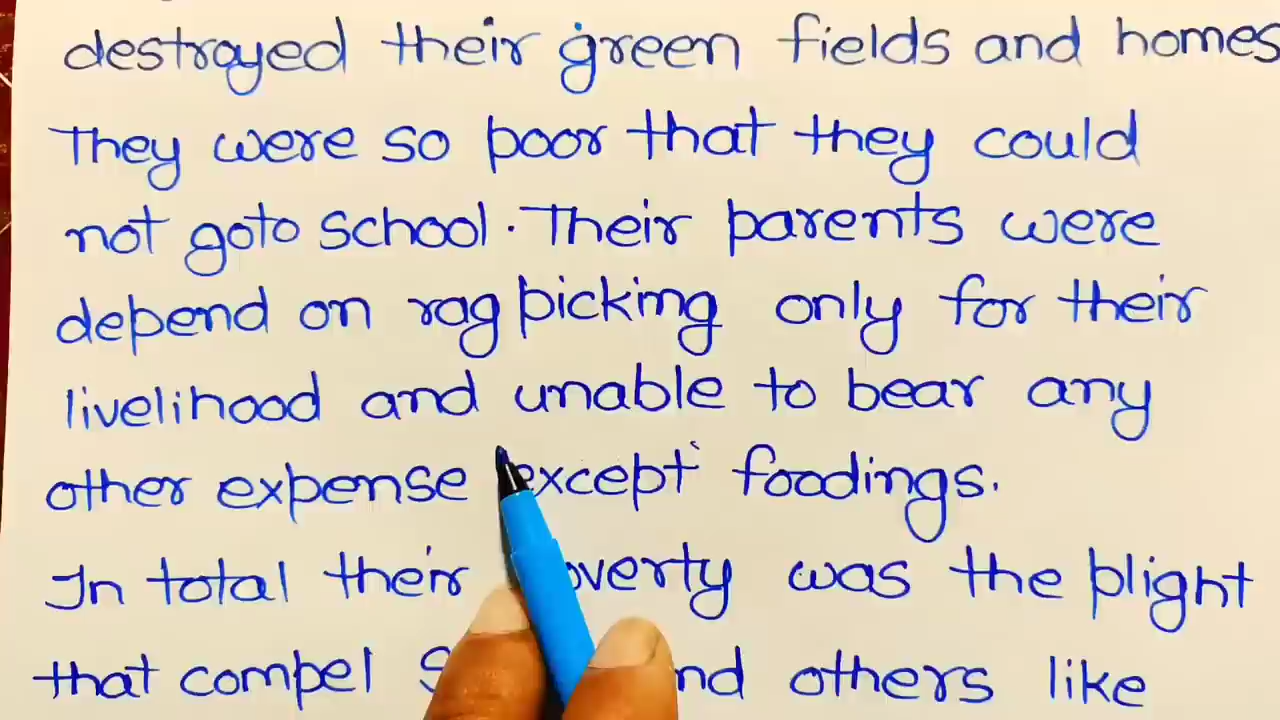 destroyed their green fields and homes
They were so poor that they could
not goto school. Their parents were
depend on rag picking only for their
livelihood and unable to bear any
other expense except foodings.
In total their poverty was the plight
that compel and others like